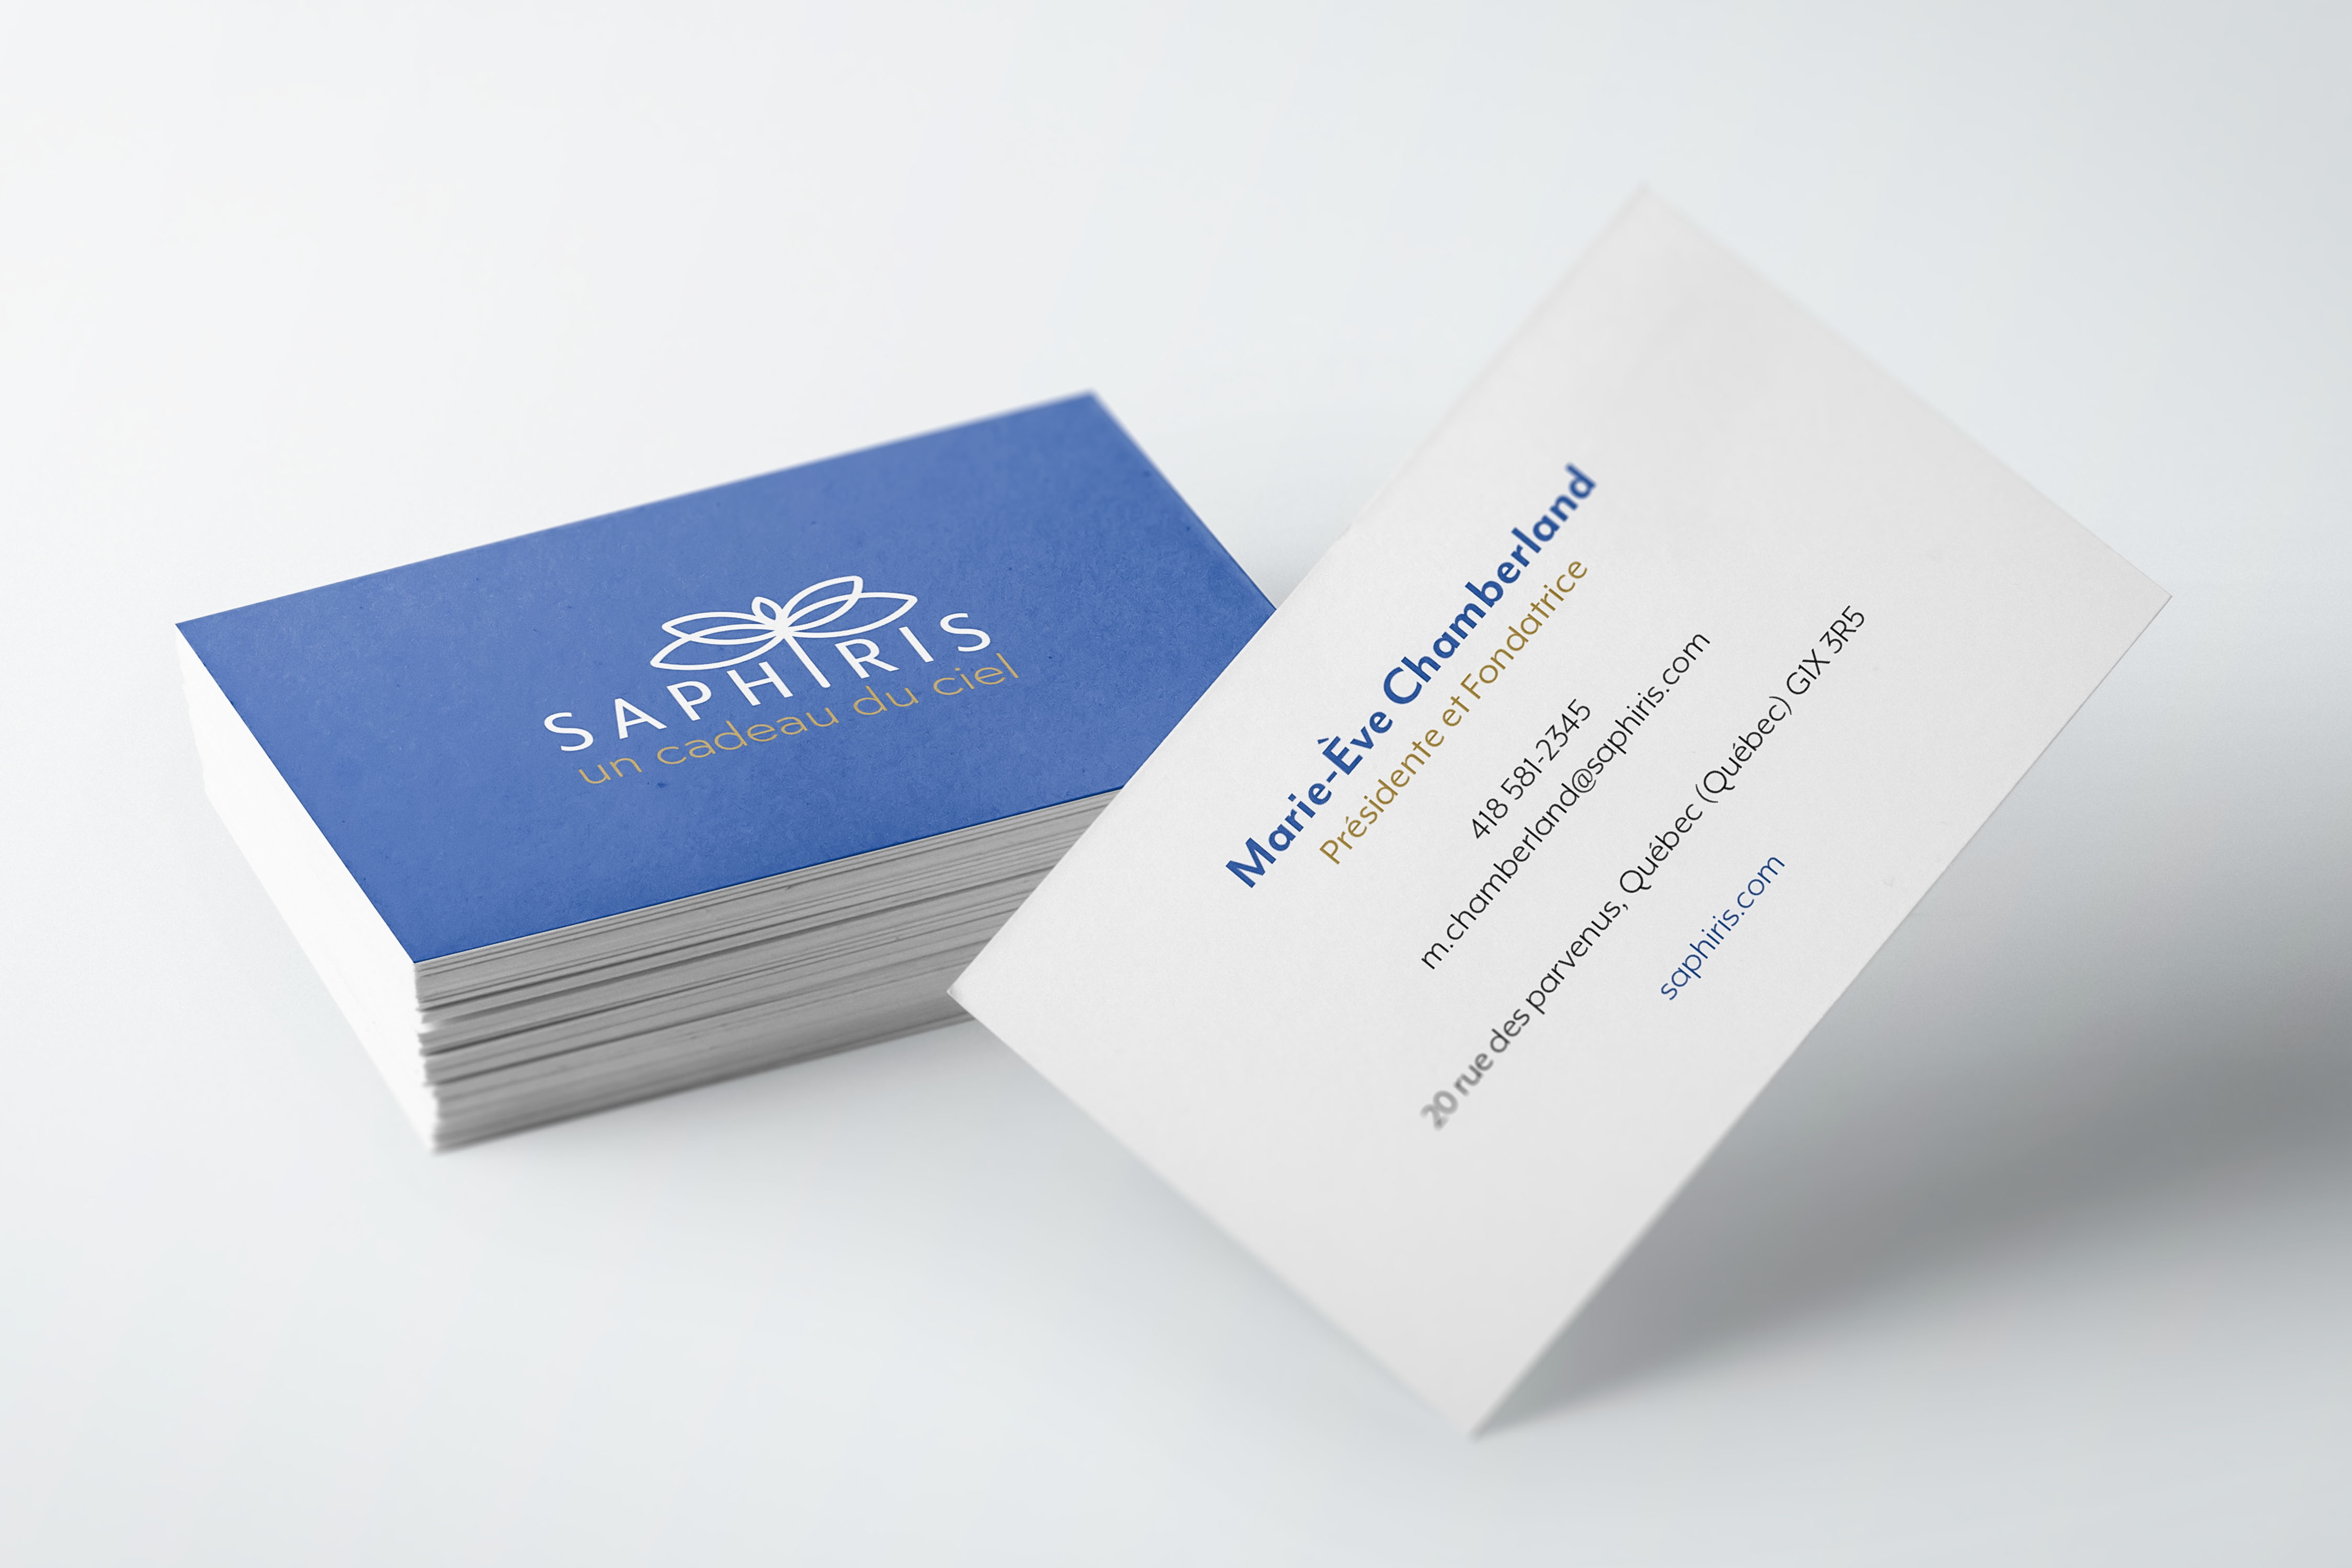 SAPHIRIS
un cadeau du ciel
Marie-Ève Chamberland
Présidente et Fondatrice
418 581-2345
m.chamberland@saphiris.com
20 rue des parvenus, Québec (Québec) G1X 3R5
saphiris.com